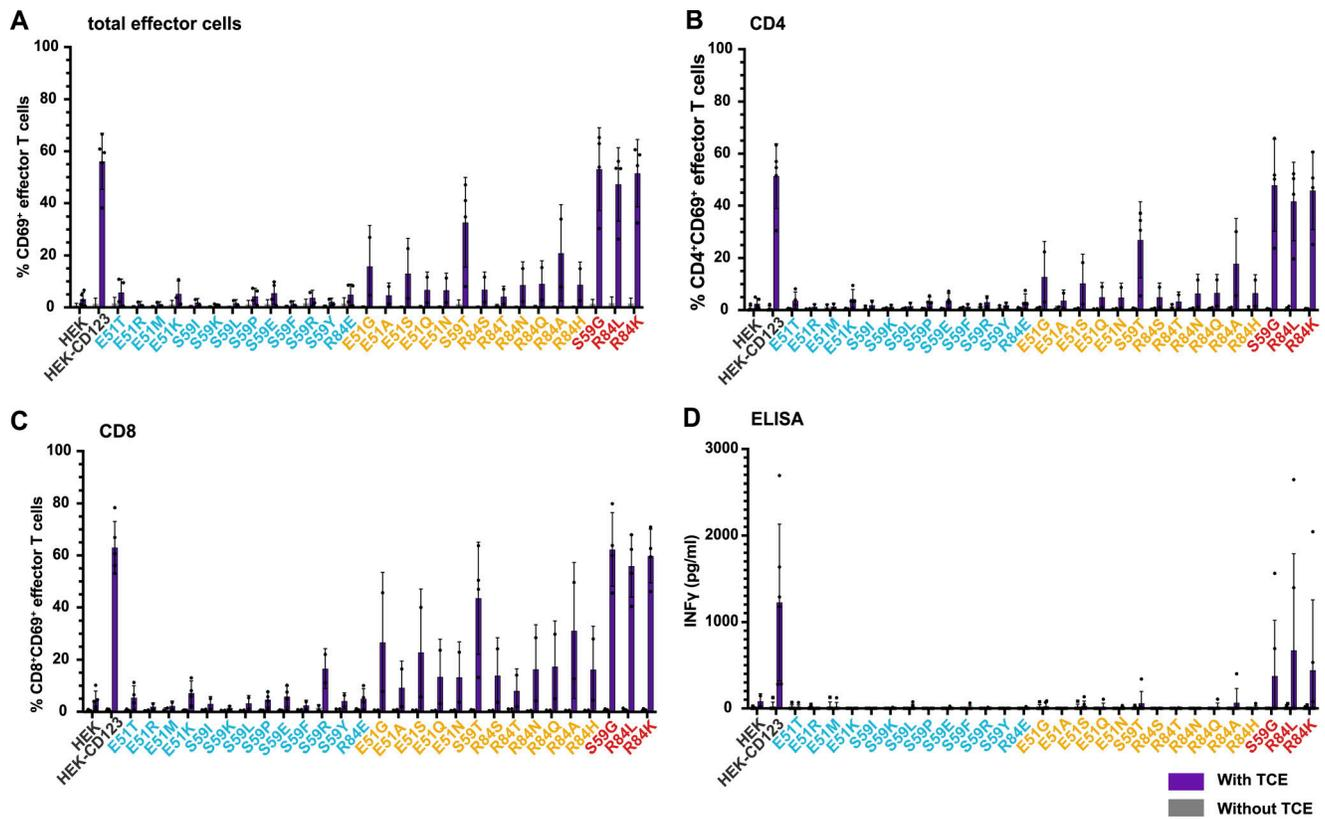 A
total effector cells
% CD69⁺ effector T cells
100
80
60
40
20
0
HEK
HEK-CD123
E51T
E51R
E51M
E51K
S59I
S59K
S59L
S59P
S59E
S59F
S59R
S59Y
R84E
E51G
E51A
E51S
E51Q
E51N
S59T
R84S
R84T
R84N
R84Q
R84A
R84H
S59G
R84L
R84K
B
CD4
% CD4⁺CD69⁺ effector T cells
100
80
60
40
20
0
HEK
HEK-CD123
E51T
E51R
E51M
E51K
S59I
S59K
S59L
S59P
S59E
S59F
S59R
S59Y
R84E
E51G
E51A
E51S
E51Q
E51N
S59T
R84S
R84T
R84N
R84Q
R84A
R84H
S59G
R84L
R84K
C
CD8
% CD8⁺CD69⁺ effector T cells
100
80
60
40
20
0
HEK
HEK-CD123
E51T
E51R
E51M
E51K
S59I
S59K
S59L
S59P
S59E
S59F
S59R
S59Y
R84E
E51G
E51A
E51S
E51Q
E51N
S59T
R84S
R84T
R84N
R84Q
R84A
R84H
S59G
R84L
R84K
D
ELISA
INFγ (pg/ml)
3000
2000
1000
0
HEK
HEK-CD123
E51T
E51R
E51M
E51K
S59I
S59K
S59L
S59P
S59E
S59F
S59R
S59Y
R84E
E51G
E51A
E51S
E51Q
E51N
S59T
R84S
R84T
R84N
R84Q
R84A
R84H
S59G
R84L
R84K
With TCE
Without TCE